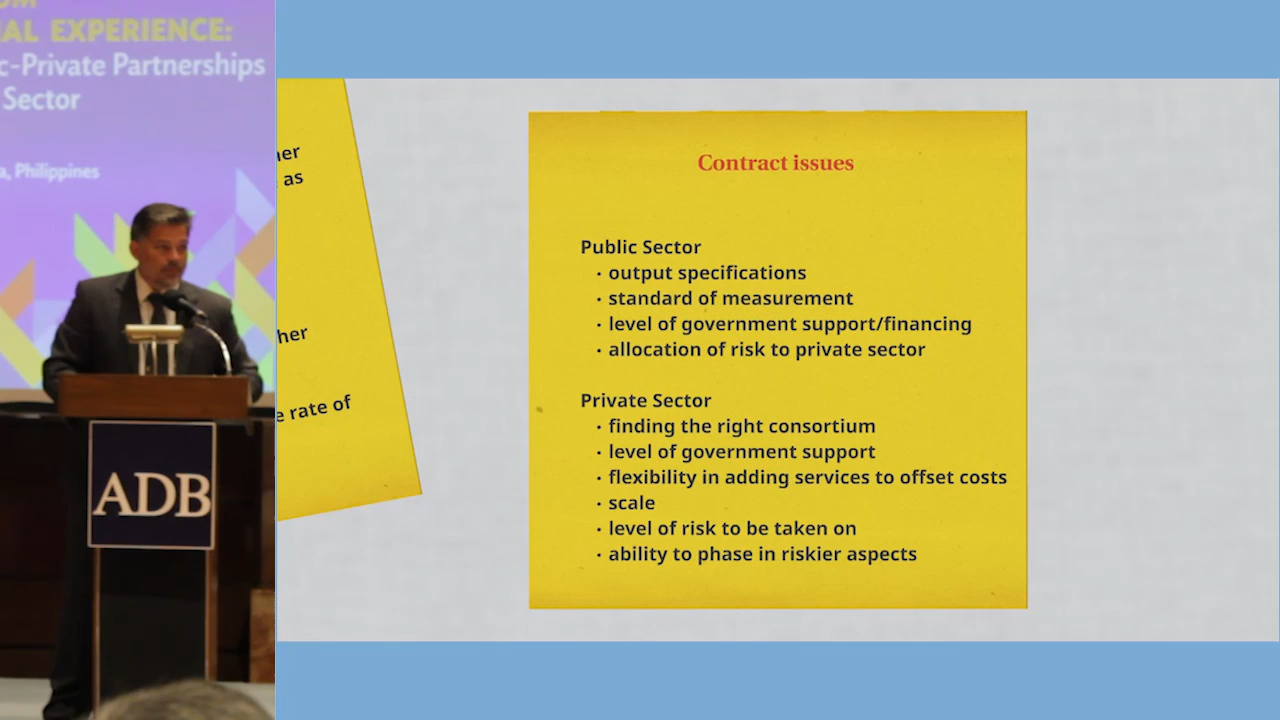 AL EXPERIENCE:
c-Private Partnerships
Sector
a, Philippines
ADB
her
as
her
rate of
Contract issues
Public Sector
· output specifications
· standard of measurement
· level of government support/financing
· allocation of risk to private sector
Private Sector
· finding the right consortium
· level of government support
· flexibility in adding services to offset costs
· scale
· level of risk to be taken on
· ability to phase in riskier aspects